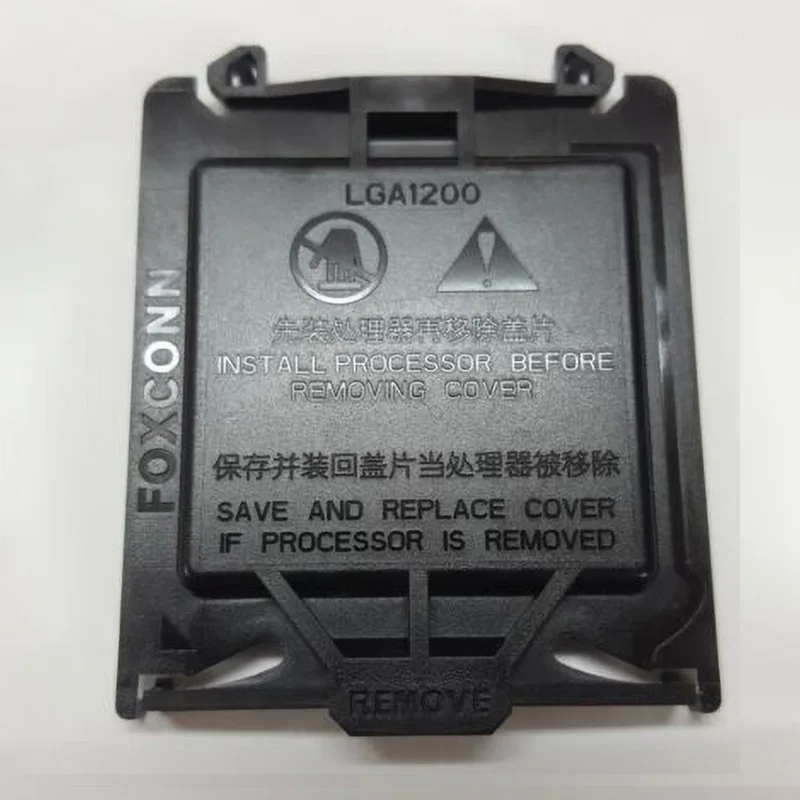 LGA1200
FOXCONN
先装处理器再移除盖片
INSTALL PROCESSOR BEFORE
REMOVING COVER
保存并装回盖片当处理器被移除
SAVE AND REPLACE COVER
IF PROCESSOR IS REMOVED
REMOVE